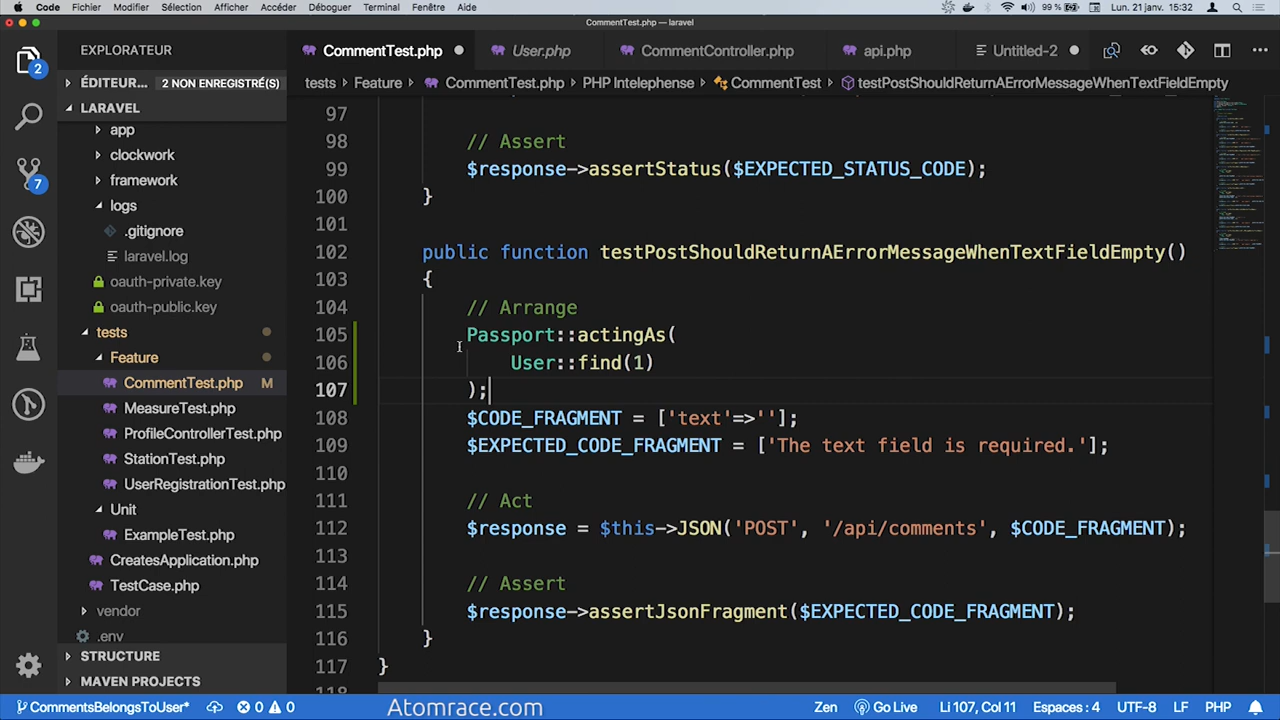 Code Fichier Modifier Sélection Afficher Accéder Déboguer Terminal Fenêtre Aide 99 % Lun. 21 janv. 15:32
CommentTest.php — laravel
EXPLORATEUR
CommentTest.php
User.php
CommentController.php
api.php
Untitled-2
ÉDITEUR... 2 NON ENREGISTRÉ(S)
tests Feature CommentTest.php PHP Intelephense CommentTest testPostShouldReturnAErrorMessageWhenTextFieldEmpty
LARAVEL
app
clockwork
framework
logs
.gitignore
laravel.log
oauth-private.key
oauth-public.key
tests
Feature
CommentTest.php M
MeasureTest.php
ProfileControllerTest.php
StationTest.php
UserRegistrationTest.php
Unit
ExampleTest.php
CreatesApplication.php
TestCase.php
vendor
.env
STRUCTURE
MAVEN PROJECTS
2
7
97
98 // Assert
99 $response->assertStatus($EXPECTED_STATUS_CODE);
100 }
101
102 public function testPostShouldReturnAErrorMessageWhenTextFieldEmpty()
103 {
104 // Arrange
105 Passport::actingAs(
106 User::find(1)
107 );
108 $CODE_FRAGMENT = ['text'=>''];
109 $EXPECTED_CODE_FRAGMENT = ['The text field is required.'];
110
111 // Act
112 $response = $this->JSON('POST', '/api/comments', $CODE_FRAGMENT);
113
114 // Assert
115 $response->assertJsonFragment($EXPECTED_CODE_FRAGMENT);
116 }
117 }
118
CommentsBelongsToUser* 0 0 Atomrace.com Zen Go Live Li 107, Col 11 Espaces : 4 UTF-8 LF PHP